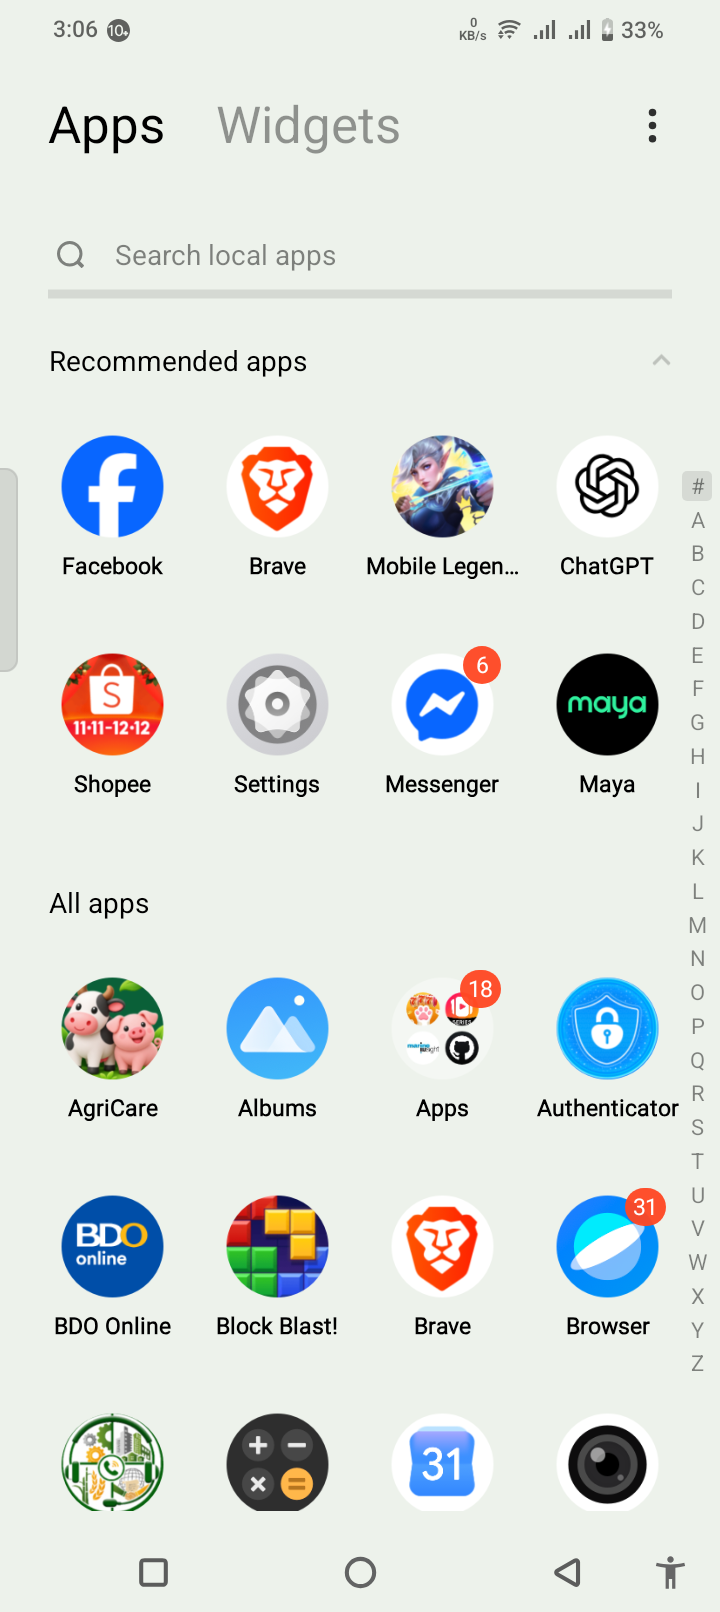 3:06 10+ 0 KB/s 33%
Apps Widgets
Search local apps
Recommended apps
Facebook Brave Mobile Legen... ChatGPT
S
11·11-12·12
6
maya
Shopee Settings Messenger Maya
All apps
18
SERIES
AgriCare Albums Apps Authenticator
BDO
online
31
BDO Online Block Blast! Brave Browser
31
#
A
B
C
D
E
F
G
H
I
J
K
L
M
N
O
P
Q
R
S
T
U
V
W
X
Y
Z